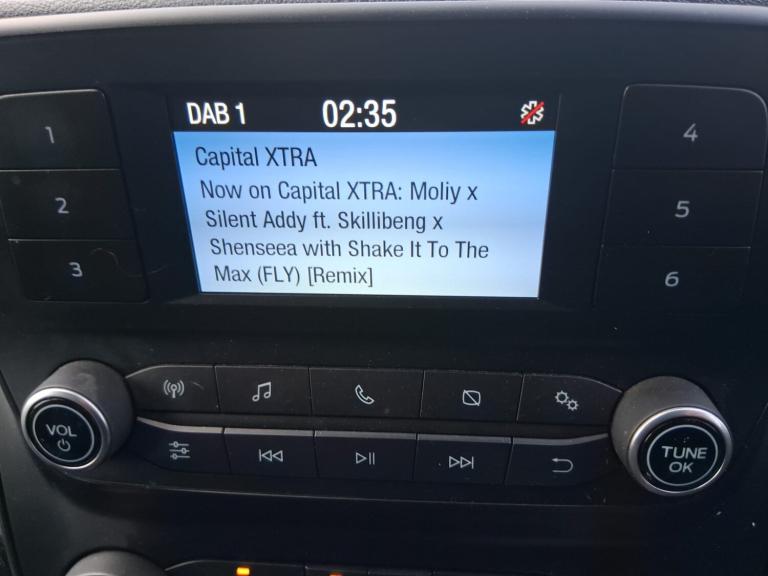 DAB 1 02:35
Capital XTRA
Now on Capital XTRA: Moliy x
Silent Addy ft. Skillibeng x
Shenseea with Shake It To The
Max (FLY) [Remix]
1
2
3
4
5
6
VOL
TUNE
OK